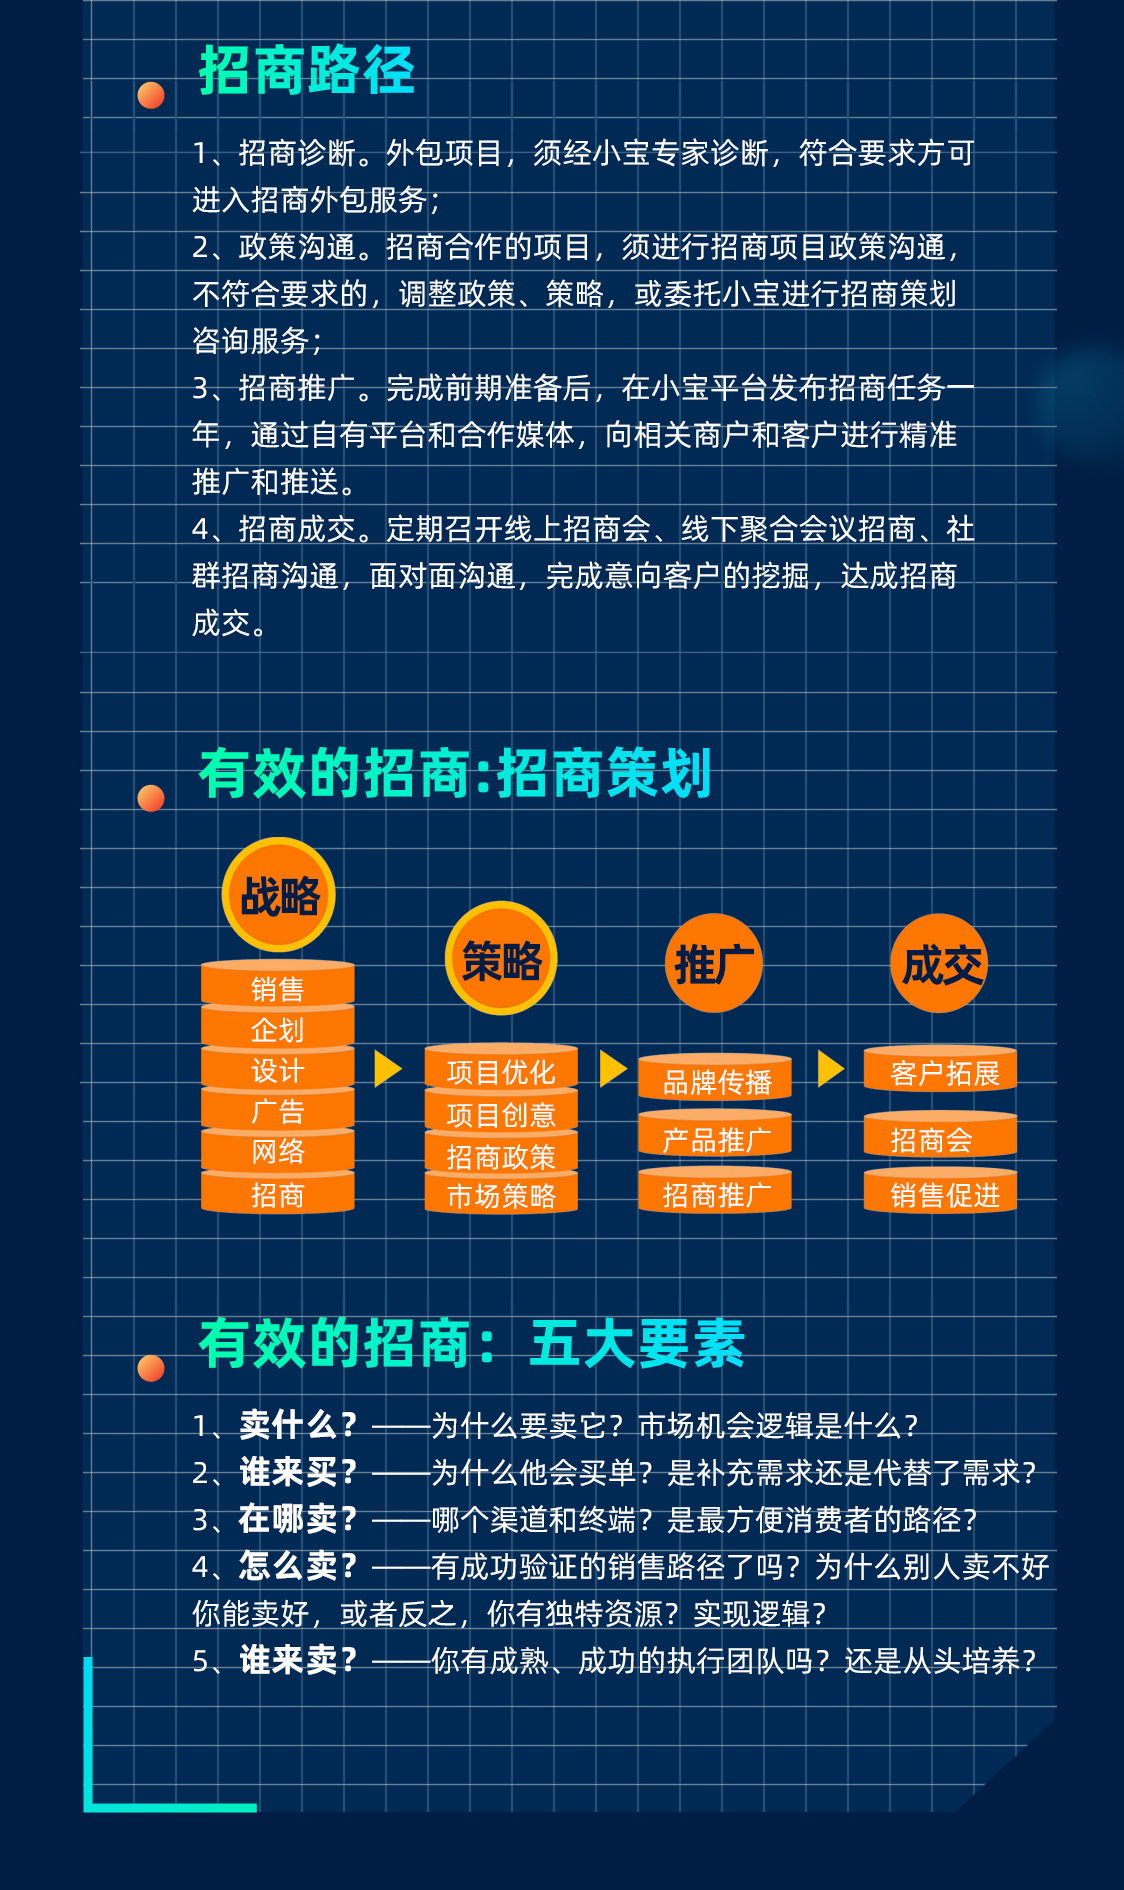 招商路径
1、招商诊断。外包项目，须经小宝专家诊断，符合要求方可
进入招商外包服务；
2、政策沟通。招商合作的项目，须进行招商项目政策沟通，
不符合要求的，调整政策、策略，或委托小宝进行招商策划
咨询服务；
3、招商推广。完成前期准备后，在小宝平台发布招商任务一
年，通过自有平台和合作媒体，向相关商户和客户进行精准
推广和推送。
4、招商成交。定期召开线上招商会、线下聚合会议招商、社
群招商沟通，面对面沟通，完成意向客户的挖掘，达成招商
成交。
有效的招商:招商策划
战略
销售
企划
设计
广告
网络
招商
策略
项目优化
项目创意
招商政策
市场策略
推广
品牌传播
产品推广
招商推广
成交
客户拓展
招商会
销售促进
有效的招商：五大要素
1、卖什么？——为什么要卖它？市场机会逻辑是什么？
2、谁来买？——为什么他会买单？是补充需求还是代替了需求？
3、在哪卖？——哪个渠道和终端？是最方便消费者的路径？
4、怎么卖？——有成功验证的销售路径了吗？为什么别人卖不好
你能卖好，或者反之，你有独特资源？实现逻辑？
5、谁来卖？——你有成熟、成功的执行团队吗？还是从头培养？